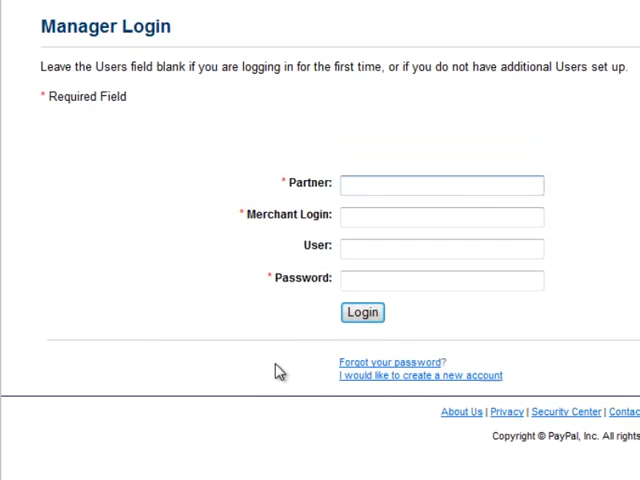 Manager Login
Leave the Users field blank if you are logging in for the first time, or if you do not have additional Users set up.
* Required Field
* Partner:
* Merchant Login:
User:
* Password:
Login
Forgot your password?
I would like to create a new account
About Us | Privacy | Security Center | Contac
Copyright © PayPal, Inc. All rights